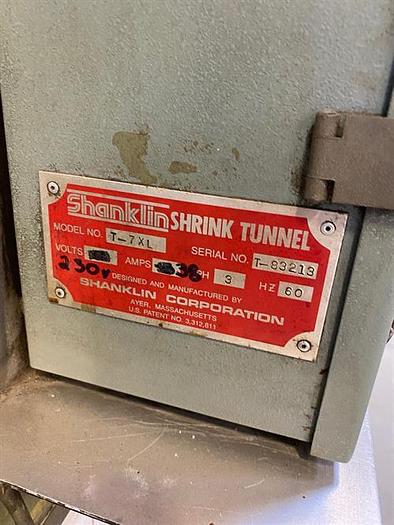 Shanklin SHRINK TUNNEL
MODEL NO. T-7XL SERIAL NO. T-83213
VOLTS 230v AMPS 36 PH 3 HZ 60
DESIGNED AND MANUFACTURED BY
SHANKLIN CORPORATION
AYER, MASSACHUSETTS
U.S. PATENT NO. 3,312,811